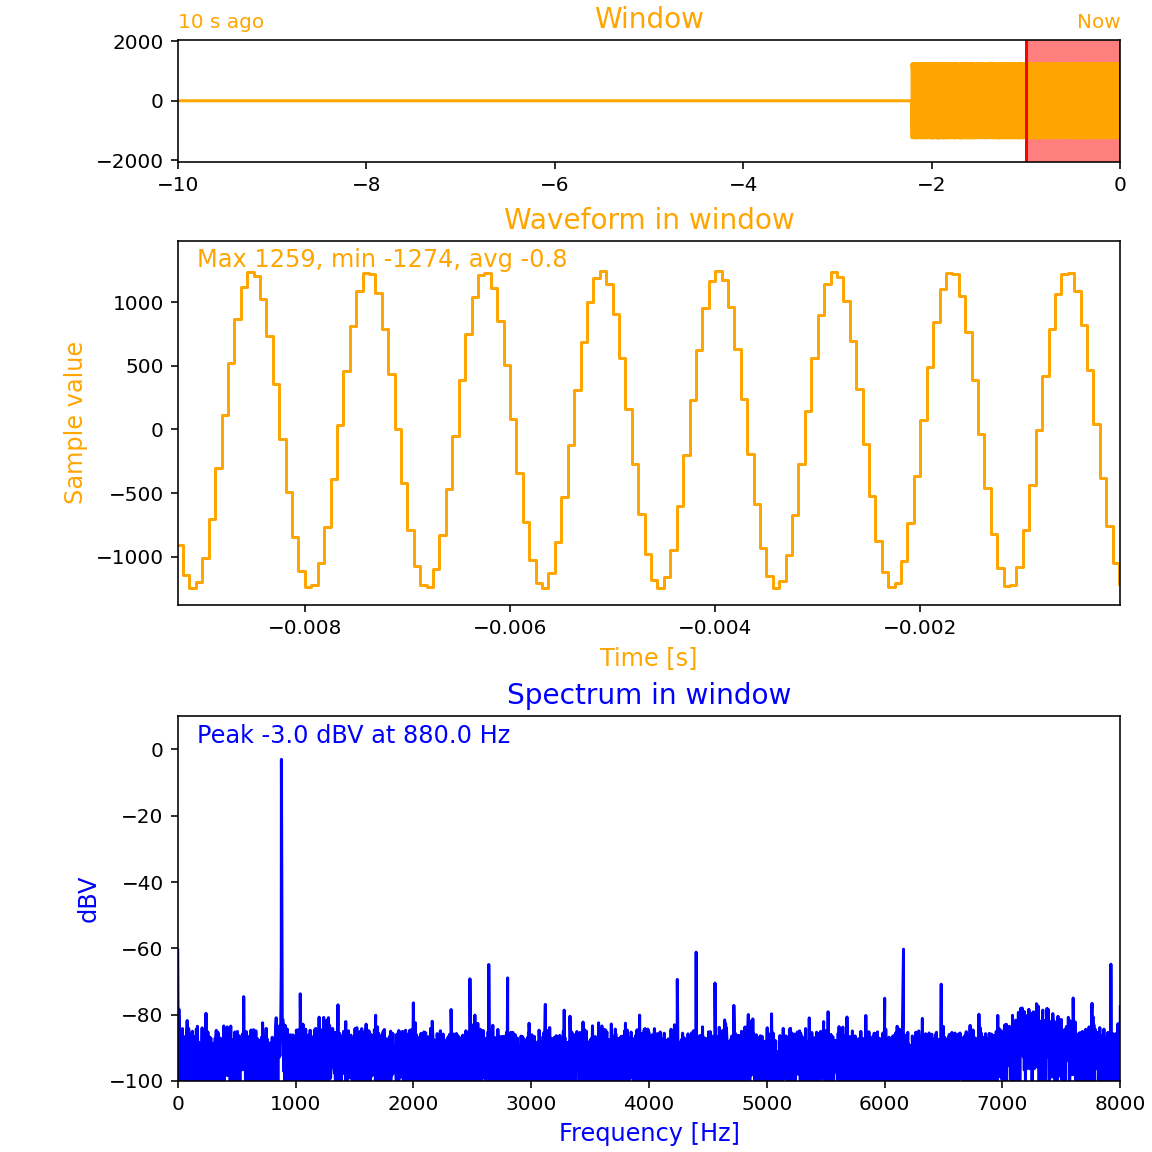 10 s ago Window Now
2000
0
−2000
−10 −8 −6 −4 −2 0
Waveform in window
Max 1259, min -1274, avg -0.8
1000
500
0
−500
−1000
Sample value
−0.008 −0.006 −0.004 −0.002
Time [s]
Spectrum in window
Peak -3.0 dBV at 880.0 Hz
0
−20
−40
−60
−80
−100
dBV
0 1000 2000 3000 4000 5000 6000 7000 8000
Frequency [Hz]